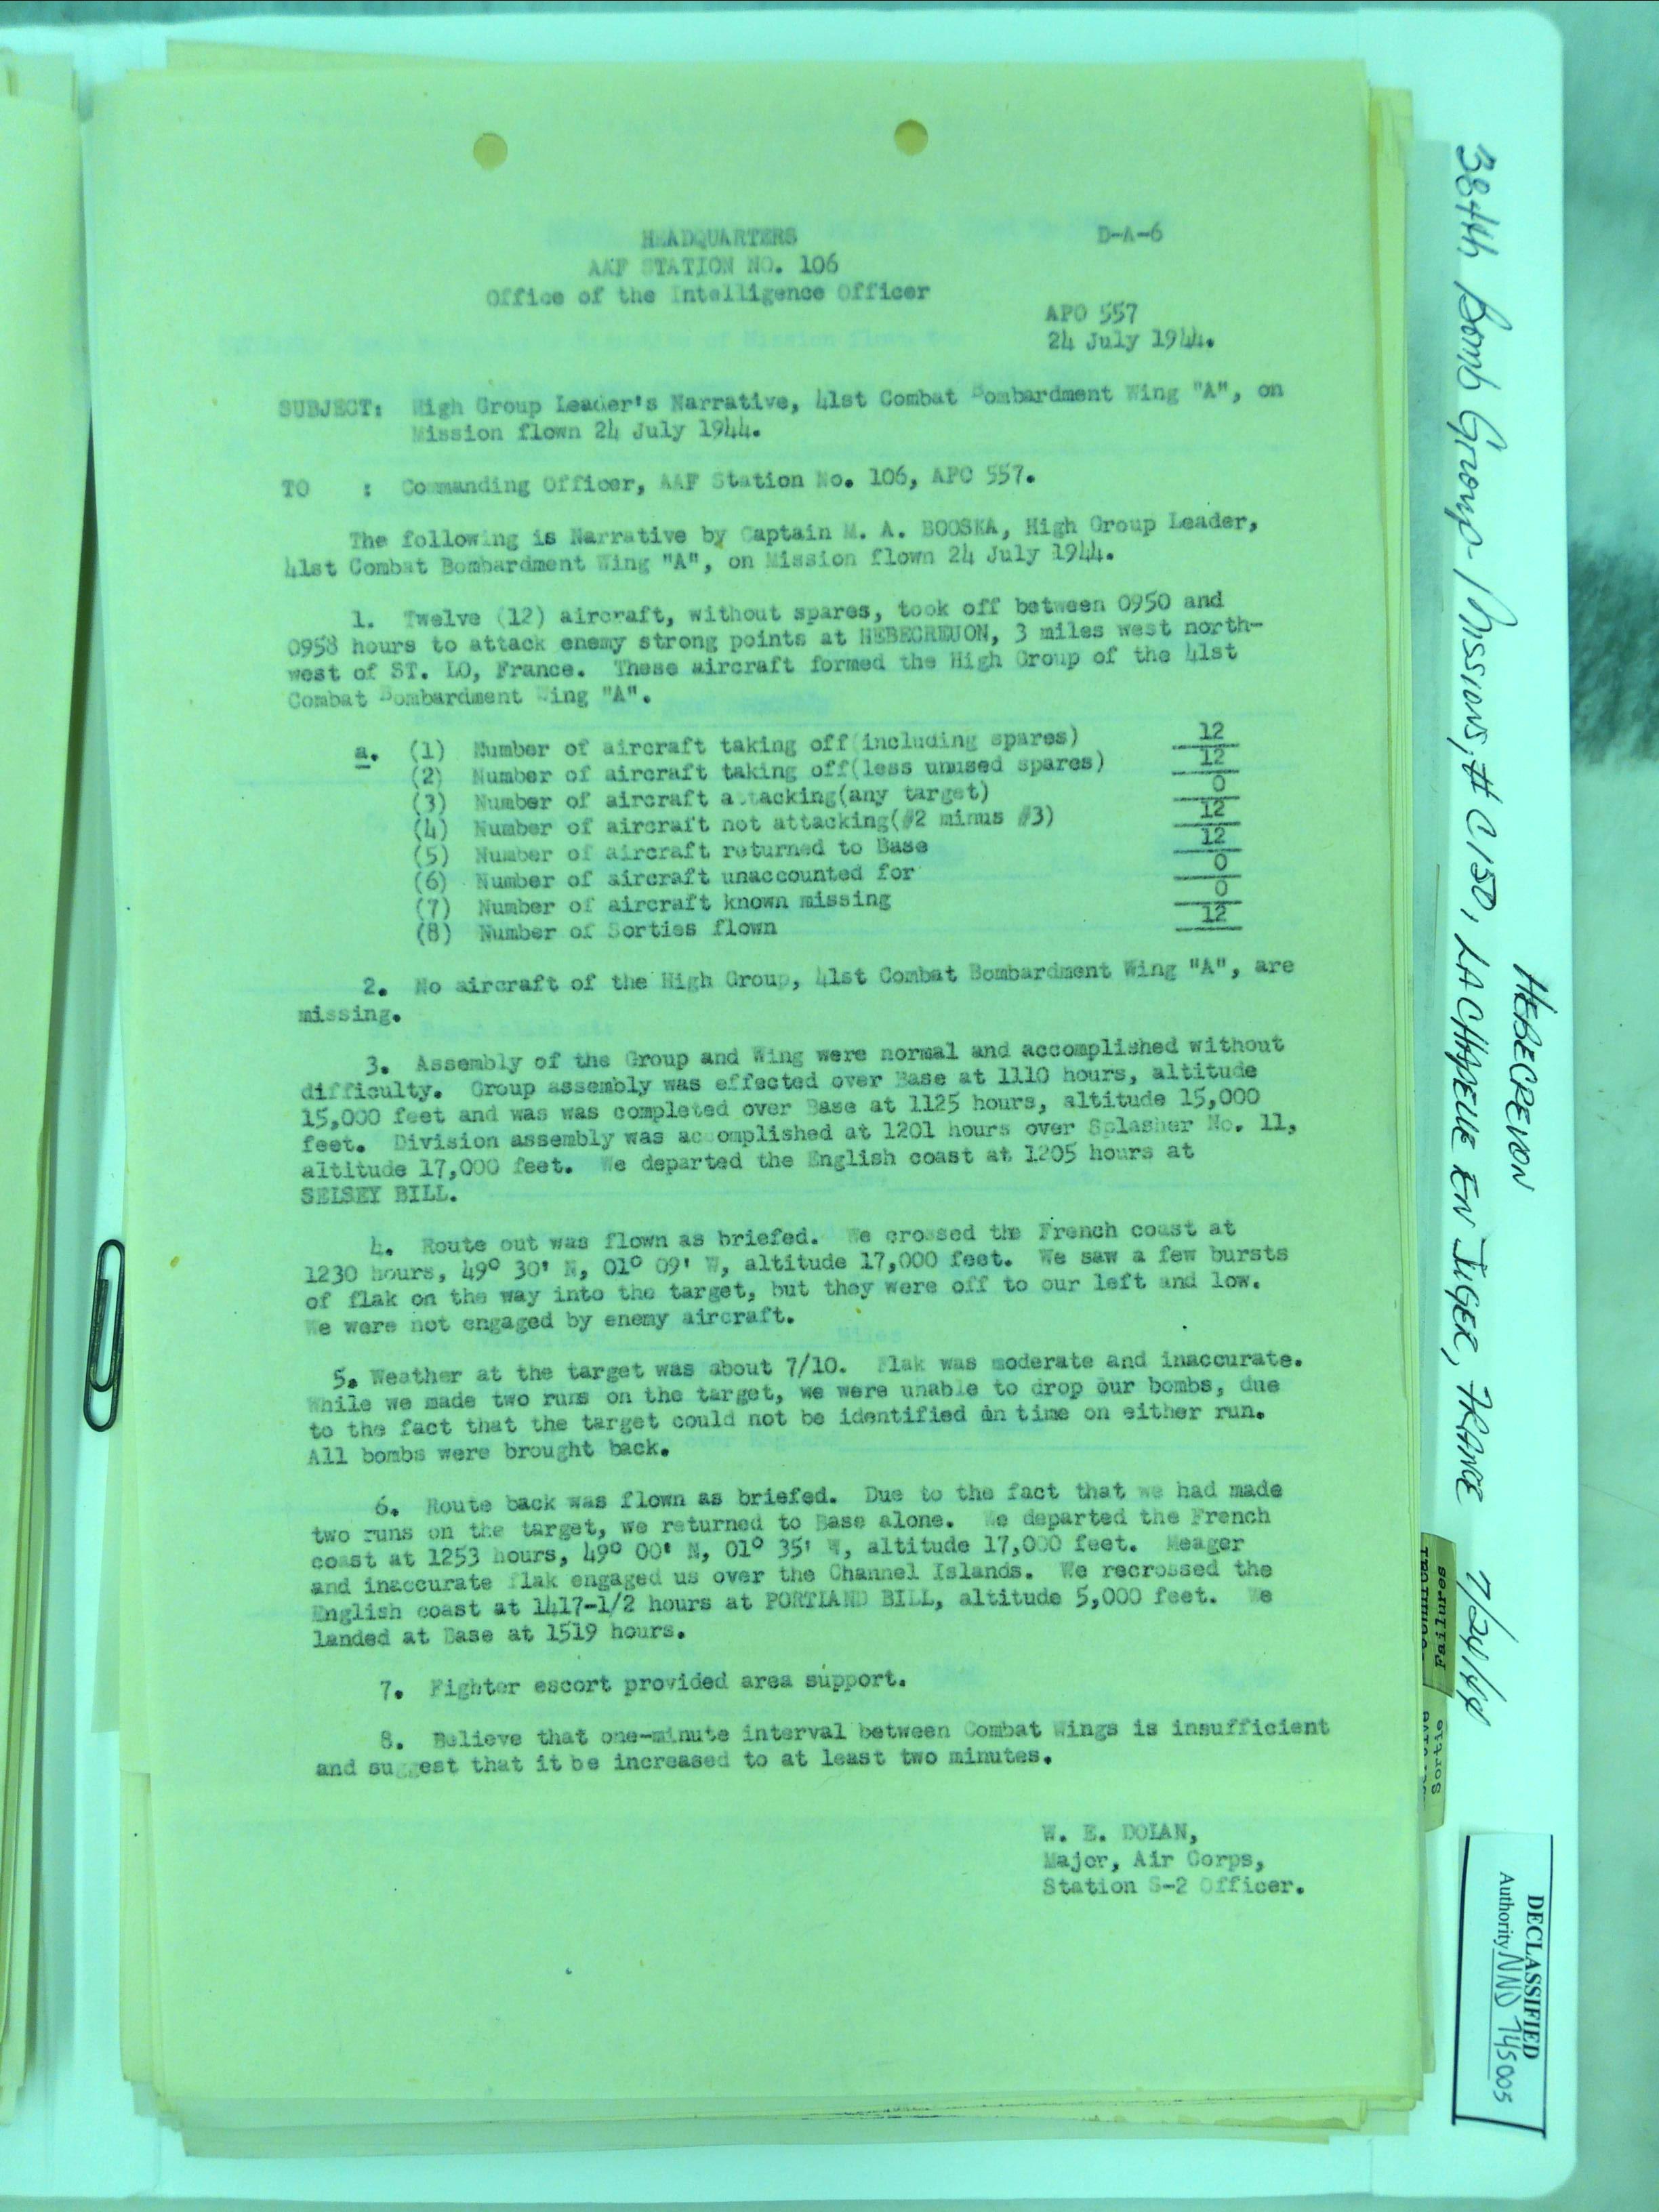 HEADQUARTERS
D-A-6
AAF STATION NO. 106
Office of the Intelligence Officer
APO 557
24 July 1944.
SUBJECT: High Group Leader's Narrative, 41st Combat Bombardment Wing "A", on
Mission flown 24 July 1944.
TO : Commanding Officer, AAF Station No. 106, APO 557.
The following is Narrative by Captain M. A. BOOSKA, High Group Leader,
41st Combat Bombardment Wing "A", on Mission flown 24 July 1944.
1. Twelve (12) aircraft, without spares, took off between 0950 and
0958 hours to attack enemy strong points at HEBECREUON, 3 miles west north-
west of ST. LO, France. These aircraft formed the High Group of the 41st
Combat Bombardment Wing "A".
a. (1) Number of aircraft taking off(including spares) 12
(2) Number of aircraft taking off(less unused spares) 12
(3) Number of aircraft attacking(any target) 0
(4) Number of aircraft not attacking(#2 minus #3) 12
(5) Number of aircraft returned to Base 12
(6) Number of aircraft unaccounted for 0
(7) Number of aircraft known missing 0
(8) Number of Sorties flown 12
2. No aircraft of the High Group, 41st Combat Bombardment Wing "A", are
missing.
3. Assembly of the Group and Wing were normal and accomplished without
difficulty. Group assembly was effected over Base at 1110 hours, altitude
15,000 feet and was was completed over Base at 1125 hours, altitude 15,000
feet. Division assembly was accomplished at 1201 hours over Splasher No. 11,
altitude 17,000 feet. We departed the English coast at 1205 hours at
SELSEY BILL.
4. Route out was flown as briefed. We crossed the French coast at
1230 hours, 49° 30' N, 01° 09' W, altitude 17,000 feet. We saw a few bursts
of flak on the way into the target, but they were off to our left and low.
We were not engaged by enemy aircraft.
5. Weather at the target was about 7/10. Flak was moderate and inaccurate.
While we made two runs on the target, we were unable to drop our bombs, due
to the fact that the target could not be identified in time on either run.
All bombs were brought back.
6. Route back was flown as briefed. Due to the fact that we had made
two runs on the target, we returned to Base alone. We departed the French
coast at 1253 hours, 49° 00' N, 01° 35' W, altitude 17,000 feet. Meager
and inaccurate flak engaged us over the Channel Islands. We recrossed the
English coast at 1417-1/2 hours at PORTLAND BILL, altitude 5,000 feet. We
landed at Base at 1519 hours.
7. Fighter escort provided area support.
8. Believe that one-minute interval between Combat Wings is insufficient
and suggest that it be increased to at least two minutes.
W. E. DOLAN,
Major, Air Corps,
Station S-2 Officer.
HEBECREVON
384th Bomb Group Missions, # C150, LA CHAPELLE EN JUGER, FRANCE 7/24/44
Failures
Sortie
DECLASSIFIED
Authority NND 745005